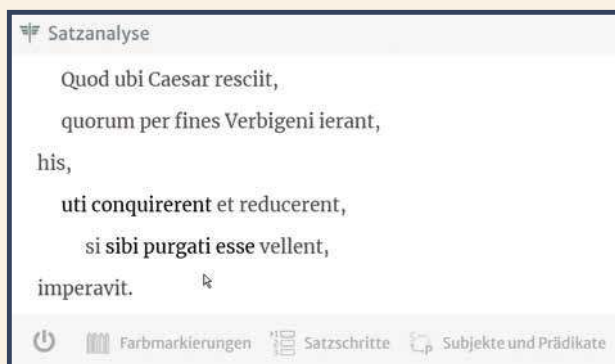 Satzanalyse
Quod ubi Caesar resciit,
quorum per fines Verbigeni ierant,
his,
uti conquirerent et reducerent,
si sibi purgati esse vellent,
imperavit.
Farbmarkierungen Satzschritte Subjekte und Prädikate